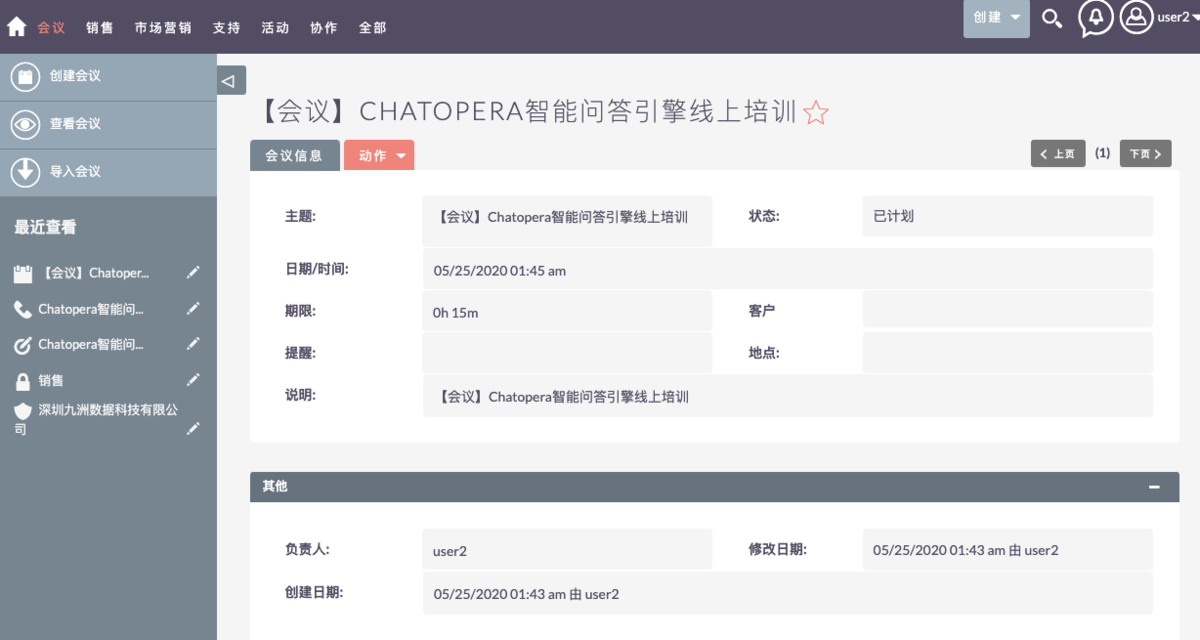 会议 销售 市场营销 支持 活动 协作 全部 创建 user2
创建会议
查看会议
导入会议
最近查看
【会议】Chatoper...
Chatopera智能问...
Chatopera智能问...
销售
深圳九洲数据科技有限公
司
【会议】CHATOPERA智能问答引擎线上培训
会议信息 动作 上页 (1) 下页
主题: 【会议】Chatopera智能问答引擎线上培训 状态: 已计划
日期/时间: 05/25/2020 01:45 am
期限: 0h 15m 客户
提醒: 地点:
说明: 【会议】Chatopera智能问答引擎线上培训
其他
负责人: user2 修改日期: 05/25/2020 01:43 am 由 user2
创建日期: 05/25/2020 01:43 am 由 user2